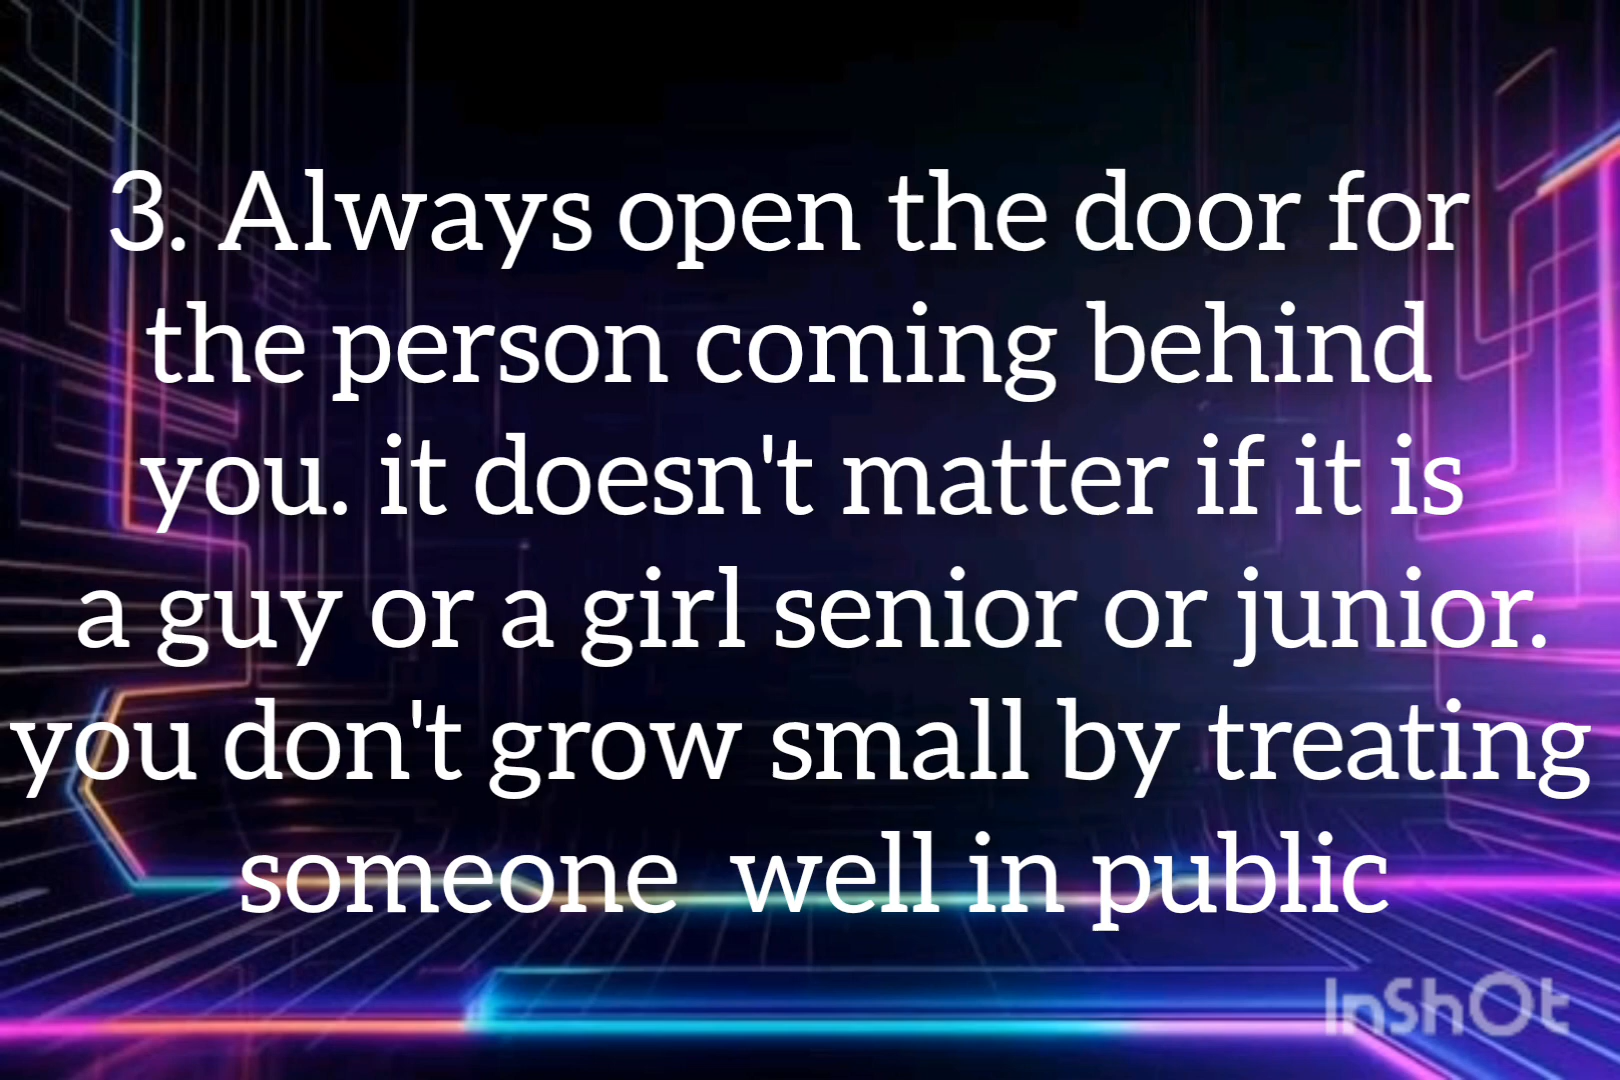 3. Always open the door for
the person coming behind
you. it doesn't matter if it is
a guy or a girl senior or junior.
you don't grow small by treating
someone  well in public
InShOt